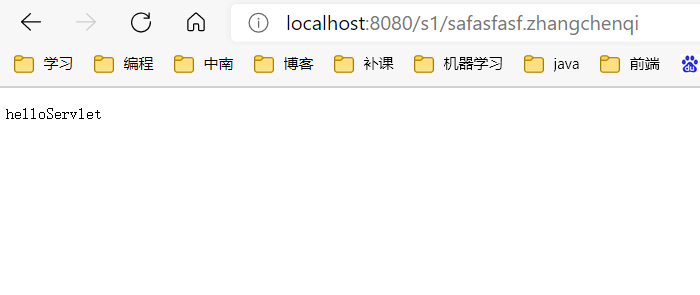 localhost:8080/s1/safasfasf.zhangchenqi
学习 编程 中南 博客 补课 机器学习 java 前端
helloServlet